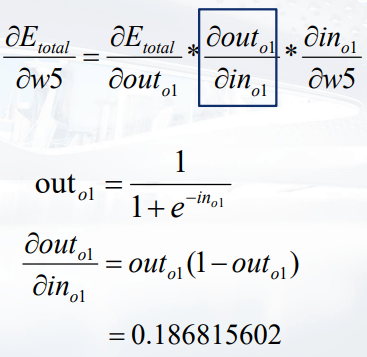 ∂E_total/∂w5 = ∂E_total/∂out_o1 * ∂out_o1/∂in_o1 * ∂in_o1/∂w5
out_o1 = 1/(1 + e^(-in_o1))
∂out_o1/∂in_o1 = out_o1(1 − out_o1)
= 0.186815602